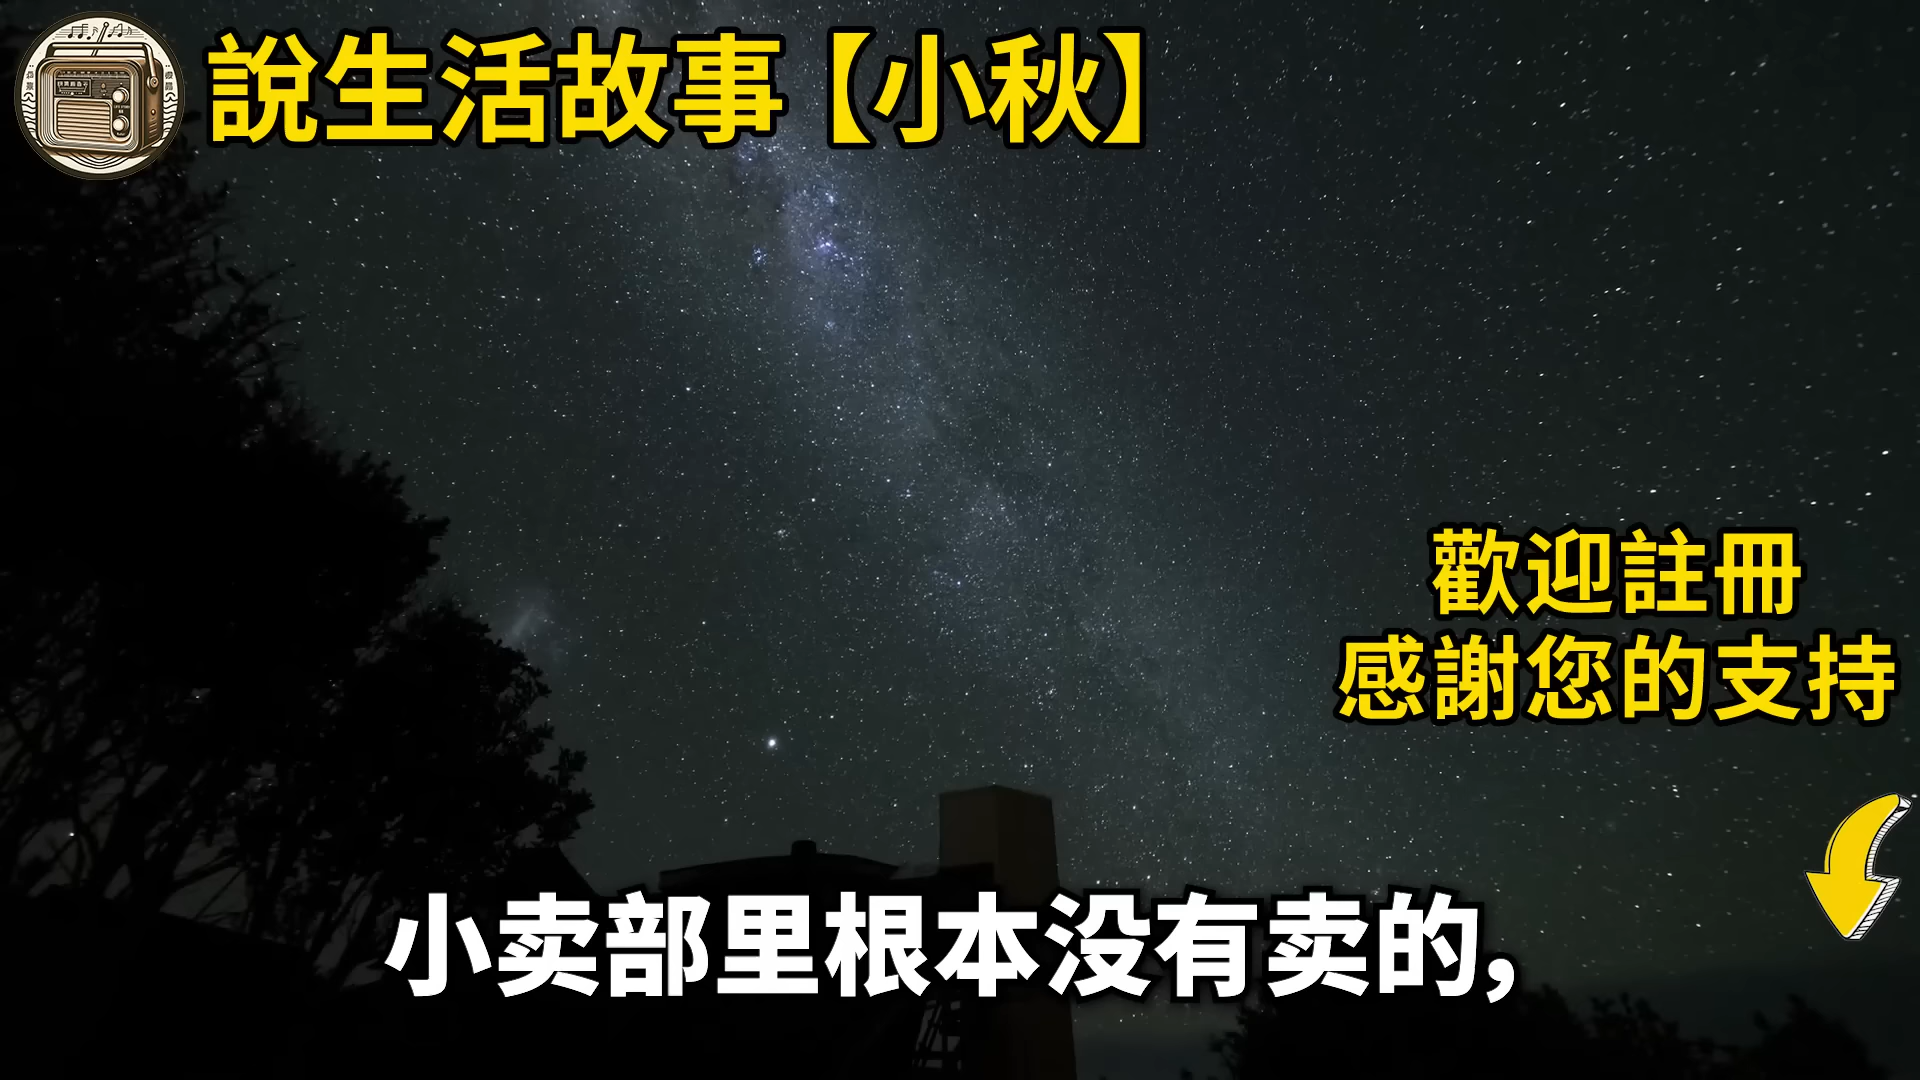 說生活故事【小秋】
歡迎註冊
感謝您的支持
小卖部里根本没有卖的，